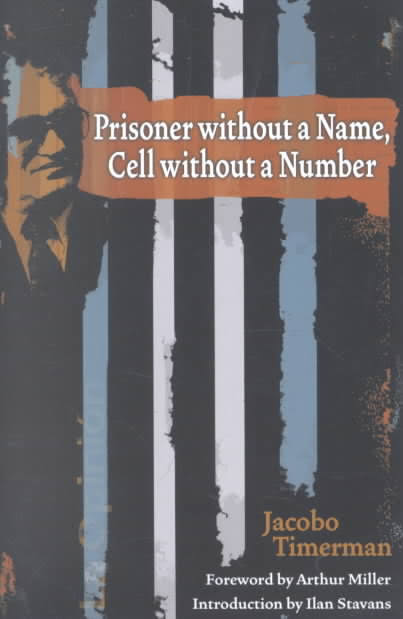 Prisoner without a Name,
Cell without a Number
Jacobo
Timerman
Foreword by Arthur Miller
Introduction by Ilan Stavans